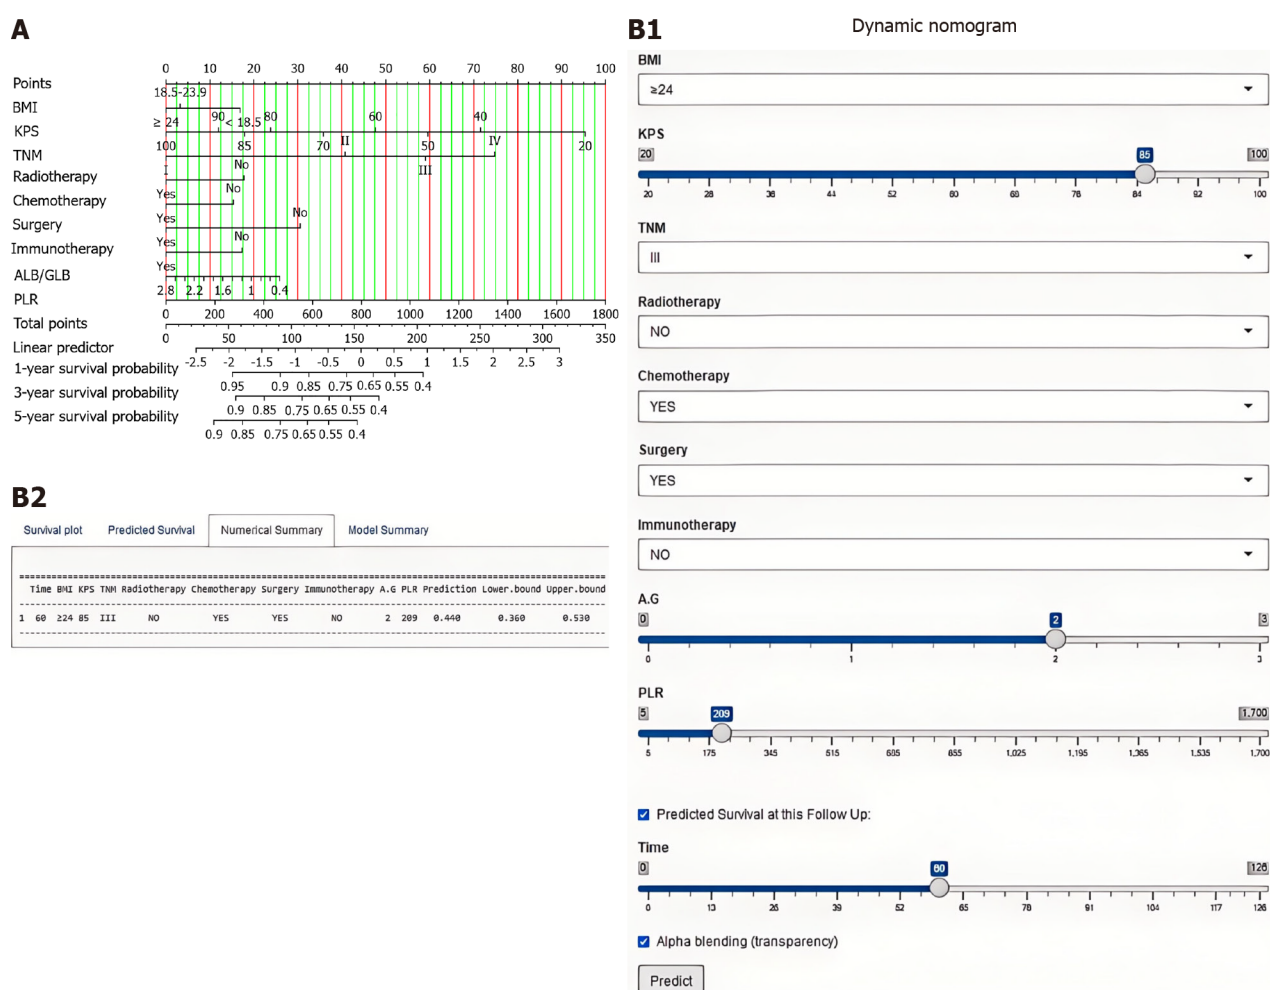 A
0 10 20 30 40 50 60 70 80 90 100
Points
18.5-23.9
BMI
≥ 24 90 < 18.5 80 60 40
KPS
100 85 70 II 50 IV 20
TNM
No III
Radiotherapy
Yes No
Chemotherapy
Yes No
Surgery
Yes No
Immunotherapy
Yes
ALB/GLB
2.8 2.2 1.6 1 0.4
PLR
0 200 400 600 800 1000 1200 1400 1600 1800
Total points
0 50 100 150 200 250 300 350
Linear predictor
-2.5 -2 -1.5 -1 -0.5 0 0.5 1 1.5 2 2.5 3
1-year survival probability
0.95 0.9 0.85 0.75 0.65 0.55 0.4
3-year survival probability
0.9 0.85 0.75 0.65 0.55 0.4
5-year survival probability
0.9 0.85 0.75 0.65 0.55 0.4
B2
Survival plot Predicted Survival Numerical Summary Model Summary
Time BMI KPS TNM Radiotherapy Chemotherapy Surgery Immunotherapy A.G PLR Prediction Lower.bound Upper.bound
1 60 ≥24 85 III NO YES YES NO 2 209 0.440 0.360 0.530
B1
Dynamic nomogram
BMI
≥24
KPS
20 85 100
20 28 36 44 52 60 68 76 84 92 100
TNM
III
Radiotherapy
NO
Chemotherapy
YES
Surgery
YES
Immunotherapy
NO
A.G
0 2 3
0 1 2 3
PLR
5 209 1,700
5 175 345 515 685 855 1,025 1,195 1,365 1,535 1,700
Predicted Survival at this Follow Up:
Time
0 60 126
0 13 26 39 52 65 78 91 104 117 126
Alpha blending (transparency)
Predict